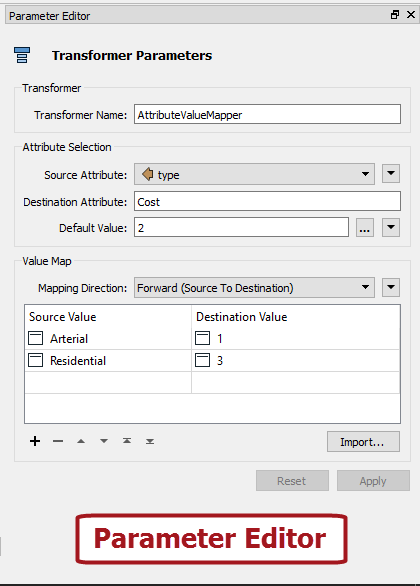 Parameter Editor
Transformer Parameters
Transformer
Transformer Name: AttributeValueMapper
Attribute Selection
Source Attribute: type
Destination Attribute: Cost
Default Value: 2 ...
Value Map
Mapping Direction: Forward (Source To Destination)
Source Value Destination Value
Arterial 1
Residential 3
Import...
Reset Apply
Parameter Editor